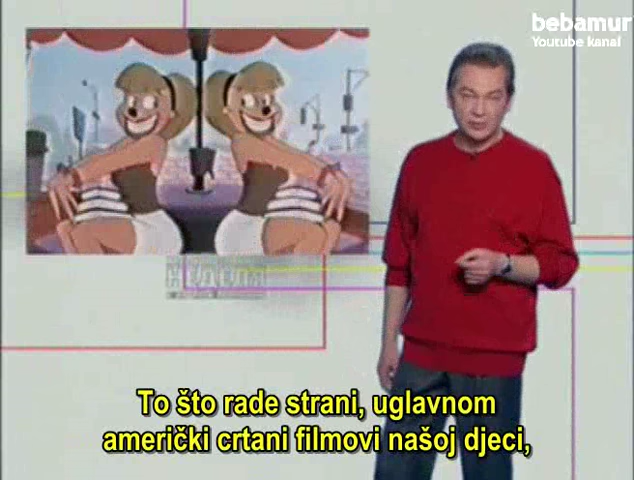 bebamur
Youtube kanal
To što rade strani, uglavnom
američki crtani filmovi našoj djeci,